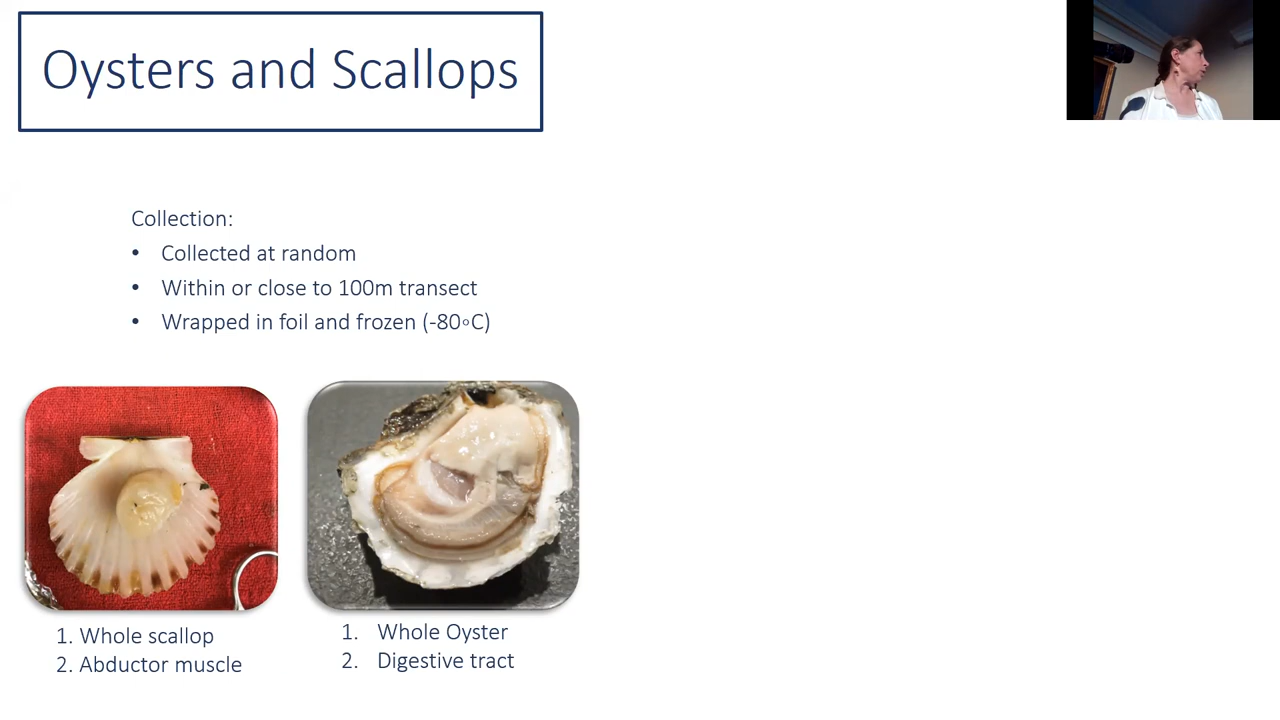 Oysters and Scallops
Collection:
• Collected at random
• Within or close to 100m transect
• Wrapped in foil and frozen (-80∘C)
1. Whole scallop
2. Abductor muscle
1. Whole Oyster
2. Digestive tract